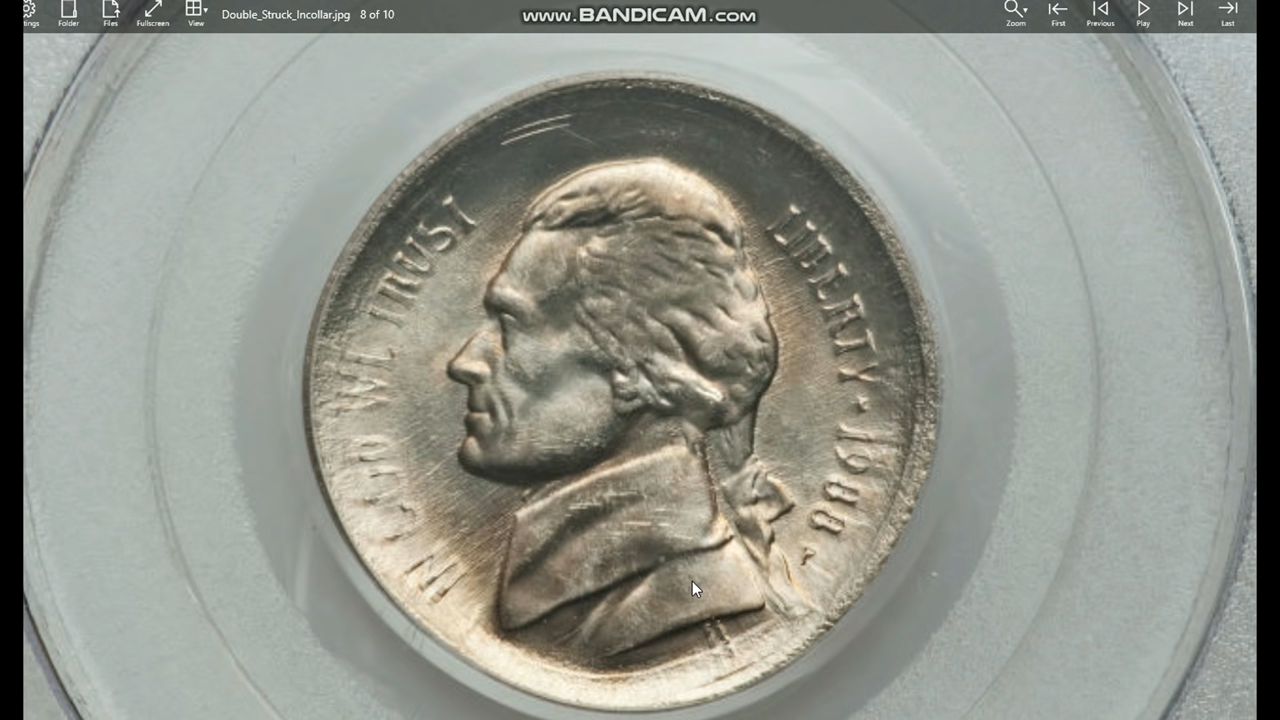 tings
Folder
Files
Fullscreen
View
Double_Struck_Incollar.jpg 8 of 10
www.BANDICAM.com
Zoom
First
Previous
Play
Next
Last
IN GOD WE TRUST
LIBERTY · 1988
P